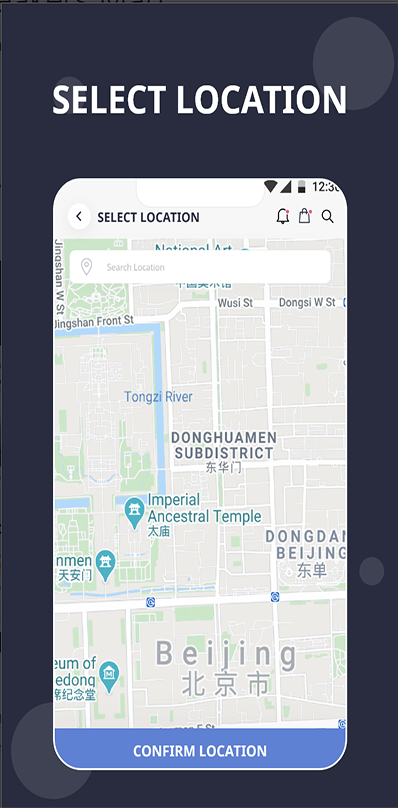 SELECT LOCATION
12:30
SELECT LOCATION
Search Location
National Art
中国美术馆
Jingshan W St
Wusi St
Dongsi W St
Jingshan Front St
Tongzi River
DONGHUAMEN
SUBDISTRICT
东华门
Imperial
Ancestral Temple
太庙
DONGDAN
BEIJING
东单
nmen
天安门
Beijing
北京市
eum of
edong
席纪念堂
CONFIRM LOCATION